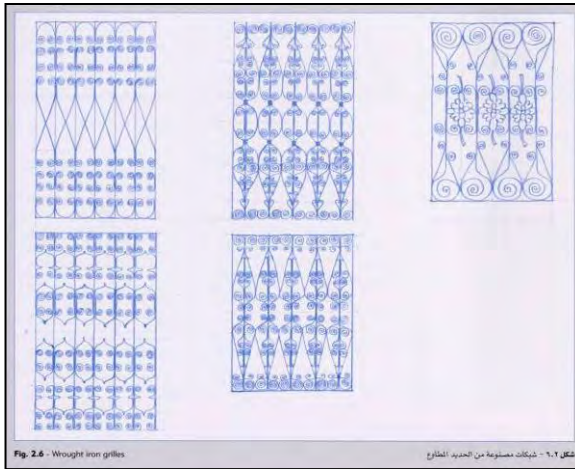 Fig. 2.6 - Wrought iron grilles
شكل ٢-٦ - شبكات مصنوعة من الحديد المطاوع